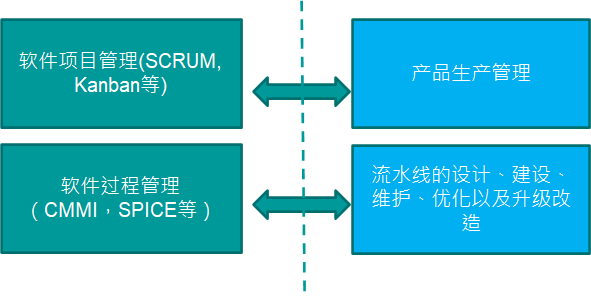 软件项目管理(SCRUM,
Kanban等)
产品生产管理
软件过程管理
（CMMI，SPICE等）
流水线的设计、建设、
维护、优化以及升级改
造